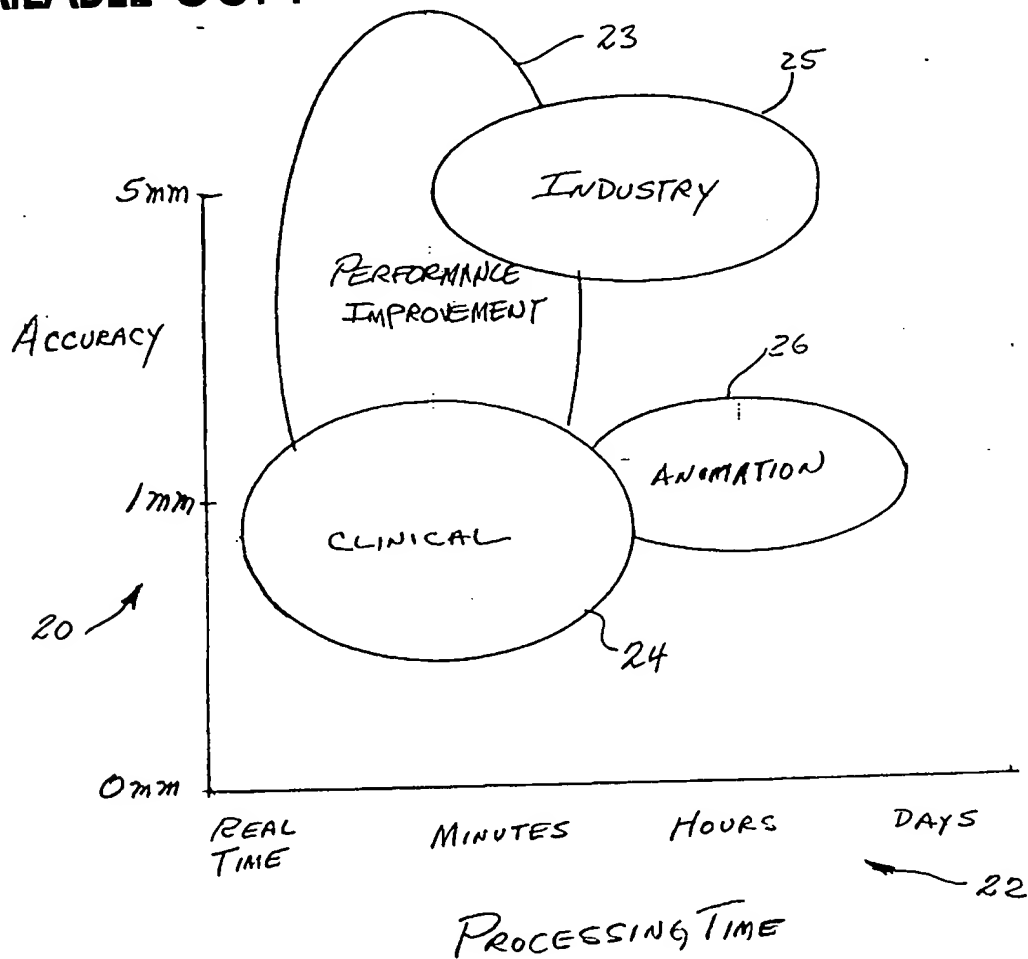 23
25
5mm
INDUSTRY
PERFORMANCE
IMPROVEMENT
ACCURACY
26
ANIMATION
1mm
CLINICAL
20
24
0mm
REAL
TIME
MINUTES
HOURS
DAYS
22
PROCESSING TIME